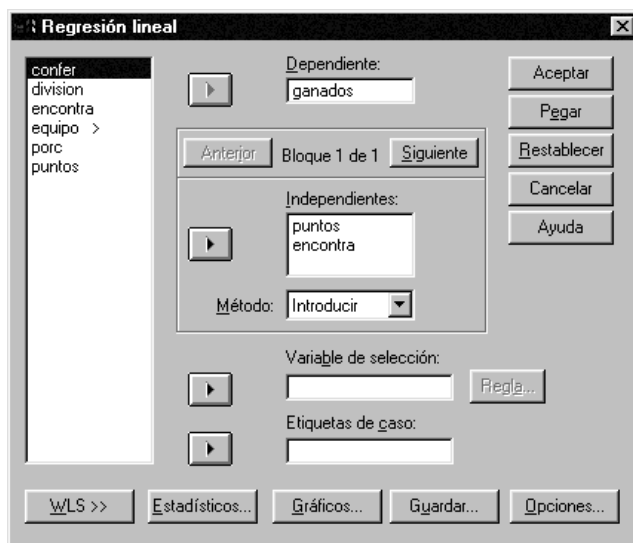 Regresión lineal
confer
division
encontra
equipo >
porc
puntos
Dependiente:
ganados
Anterior
Bloque 1 de 1
Siguiente
Independientes:
puntos
encontra
Método:
Introducir
Variable de selección:
Regla...
Etiquetas de caso:
Aceptar
Pegar
Restablecer
Cancelar
Ayuda
WLS >>
Estadísticos...
Gráficos...
Guardar...
Opciones...